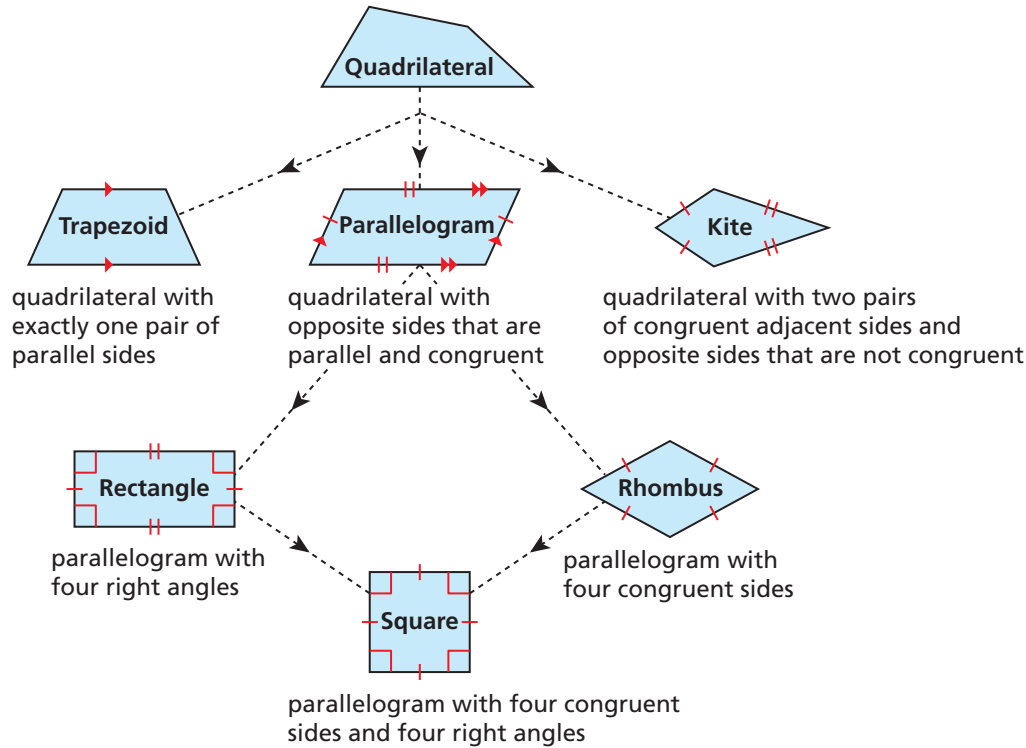 Quadrilateral
Trapezoid
quadrilateral with
exactly one pair of
parallel sides
Parallelogram
quadrilateral with
opposite sides that are
parallel and congruent
Kite
quadrilateral with two pairs
of congruent adjacent sides and
opposite sides that are not congruent
Rectangle
parallelogram with
four right angles
Rhombus
parallelogram with
four congruent sides
Square
parallelogram with four congruent
sides and four right angles